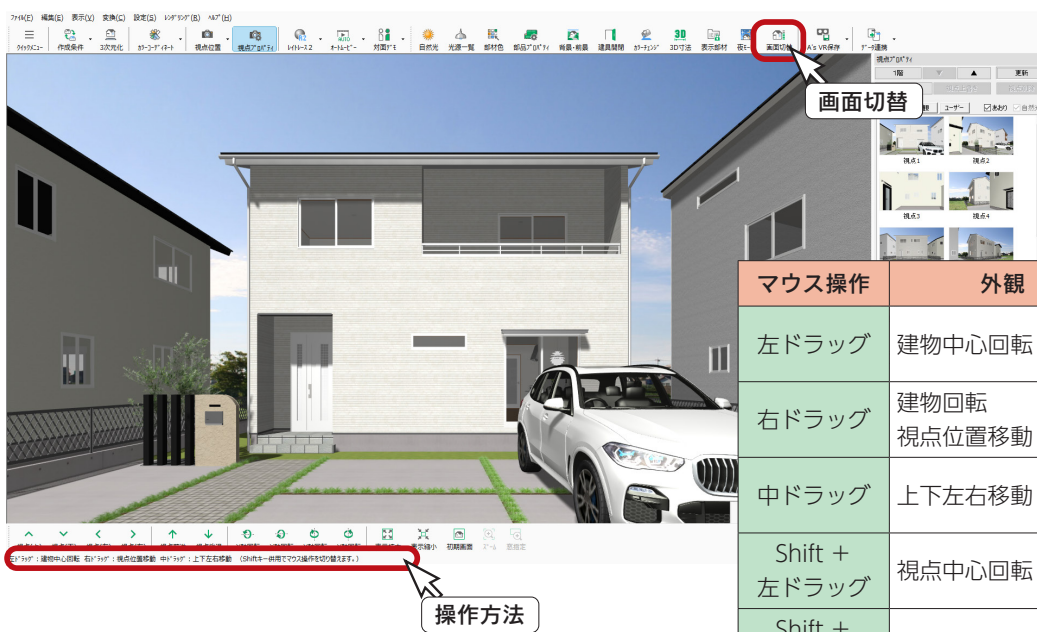 ﾌｧｲﾙ(F) 編集(E) 表示(V) 変換(C) 設定(S) ﾚﾝﾀﾞﾘﾝｸﾞ(R) ﾍﾙﾌﾟ(H)
ｸｲｯｸﾒﾆｭｰ 作成条件 3次元化 ｶﾗｰｺｰﾃﾞｨﾈｰﾄ 視点位置 視点ﾌﾟﾛﾊﾟﾃｨ ﾚｲﾄﾚｰｽ2 ｵｰﾄﾑｰﾋﾞｰ 対面ﾃﾞﾓ 自然光 光源一覧 部材色 部品ﾌﾟﾛﾊﾟﾃｨ 背景・前景 建具開閉 ｶﾗｰﾁｪﾝｼﾞ 3D寸法 表示部材 画面切替 A's VR保存 ﾃﾞｰﾀ連携
視点ﾌﾟﾛﾊﾟﾃｨ
1階 ▼ ▲ 更新
画面切替
ﾕｰｻﾞｰ あおり
視点1 視点2
視点3 視点4
マウス操作 外観
左ドラッグ 建物中心回転
右ドラッグ 建物回転
視点位置移動
中ドラッグ 上下左右移動
Shift +
左ドラッグ 視点中心回転
Shift +
表示縮小 初期画面 ｽﾞｰﾑ
左ﾄﾞﾗｯｸﾞ：建物中心回転 右ﾄﾞﾗｯｸﾞ：視点位置移動 中ﾄﾞﾗｯｸﾞ：上下左右移動 （Shiftキー併用でマウス操作を切り替えます。）
操作方法